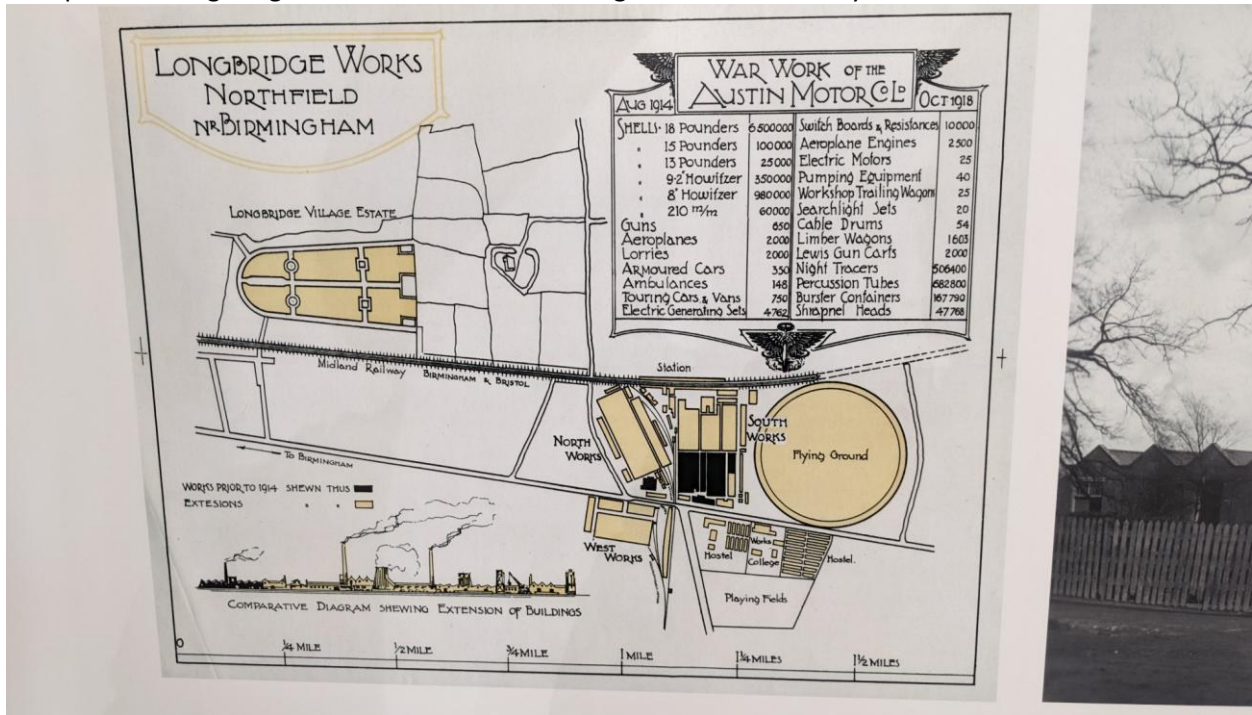 LONGBRIDGE WORKS
NORTHFIELD
NR BIRMINGHAM
WAR WORK OF THE
AUSTIN MOTOR Co Ld
AUG 1914
OCT 1918
SHELLS· 18 Pounders 6500000
" 15 Pounders 100000
" 13 Pounders 25000
" 9·2" Howitzer 350000
" 8" Howitzer 980000
" 210 m/m 60000
Guns 650
Aeroplanes 2000
Lorries 2000
Armoured Cars 350
Ambulances 148
Touring Cars & Vans 750
Electric Generating Sets 4762
Switch Boards & Resistances 10000
Aeroplane Engines 2500
Electric Motors 25
Pumping Equipment 40
Workshop Trailing Wagons 25
Searchlight Sets 20
Cable Drums 54
Limber Wagons 1603
Lewis Gun Carts 2000
Night Tracers 506400
Percussion Tubes 682800
Burster Containers 167790
Shrapnel Heads 47768
LONGBRIDGE VILLAGE ESTATE
Midland Railway BIRMINGHAM & BRISTOL
Station
NORTH
WORKS
SOUTH
WORKS
Flying Ground
TO BIRMINGHAM
WORKS PRIOR TO 1914 SHEWN THUS
EXTESIONS " "
WEST
WORKS
Hostel
Works
College
Hostel.
Playing Fields
COMPARATIVE DIAGRAM SHEWING EXTENSION OF BUILDINGS
0 1/4 MILE 1/2 MILE 3/4 MILE 1 MILE 1 1/4 MILES 1 1/2 MILES